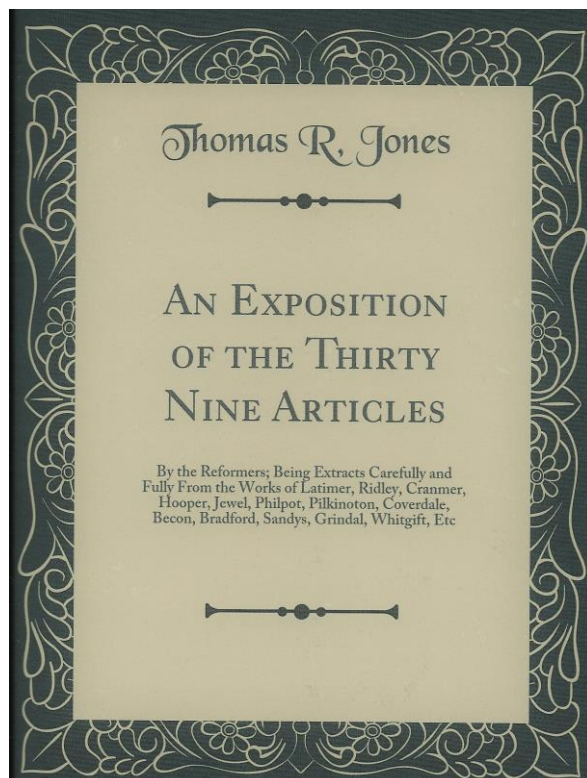 Thomas R. Jones
An Exposition
of the Thirty
Nine Articles
By the Reformers; Being Extracts Carefully and
Fully From the Works of Latimer, Ridley, Cranmer,
Hooper, Jewel, Philpot, Pilkinoton, Coverdale,
Becon, Bradford, Sandys, Grindal, Whitgift, Etc